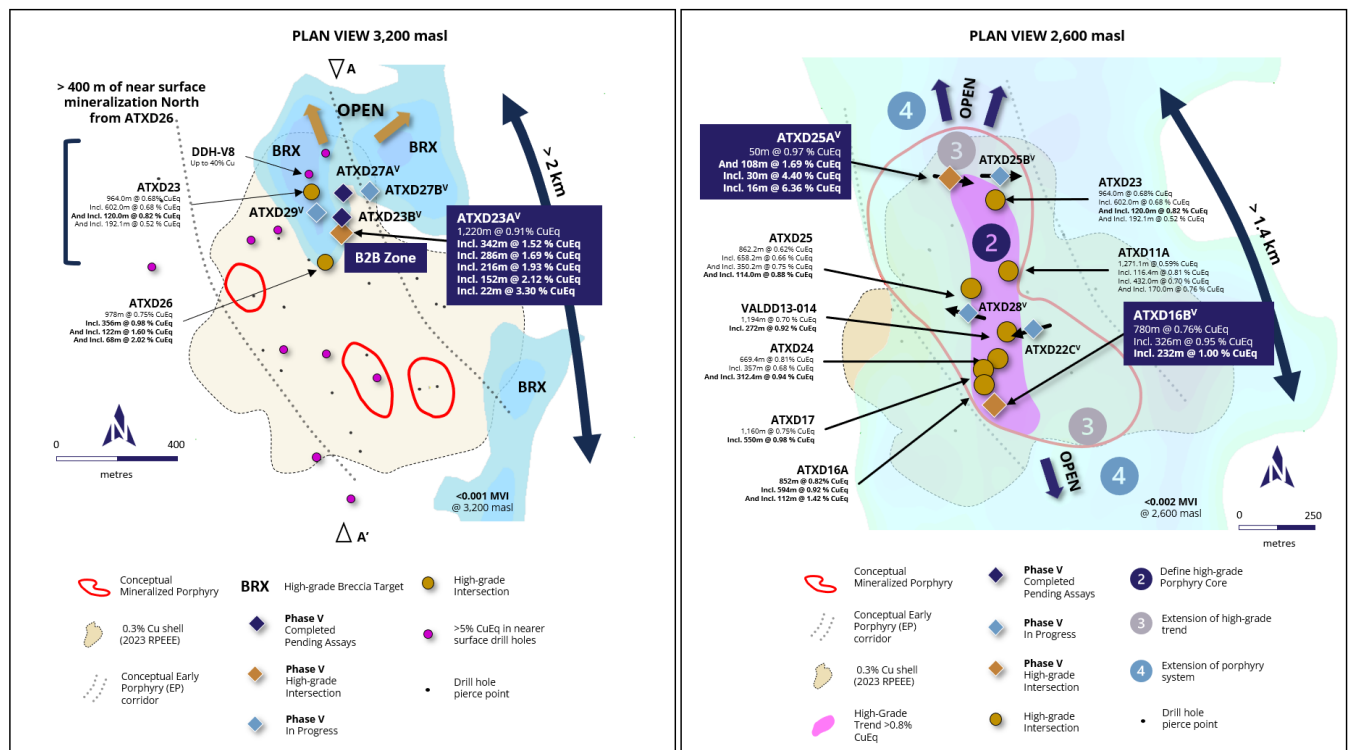 PLAN VIEW 3,200 masl
A
> 400 m of near surface
mineralization North
from ATXD26
OPEN
BRX
BRX
DDH-V8
Up to 40% Cu
ATXD27Aⱽ
ATXD27Bⱽ
ATXD23
964.0m @ 0.68% CuEq
Incl. 602.0m @ 0.68 % CuEq
And Incl. 120.0m @ 0.82 % CuEq
And Incl. 192.1m @ 0.52 % CuEq
ATXD29ⱽ
ATXD23Bⱽ
B2B Zone
ATXD23Aⱽ
1,220m @ 0.91% CuEq
Incl. 342m @ 1.52 % CuEq
Incl. 286m @ 1.69 % CuEq
Incl. 216m @ 1.93 % CuEq
Incl. 152m @ 2.12 % CuEq
Incl. 22m @ 3.30 % CuEq
> 2 km
ATXD26
978m @ 0.75% CuEq
Incl. 356m @ 0.98 % CuEq
And Incl. 122m @ 1.60 % CuEq
And Incl. 68m @ 2.02 % CuEq
BRX
N
0 400
metres
<0.001 MVI
@ 3,200 masl
A'
Conceptual
Mineralized Porphyry
0.3% Cu shell
(2023 RPEEE)
Conceptual Early
Porphyry (EP)
corridor
BRX High-grade Breccia Target
Phase V
Completed
Pending Assays
Phase V
High-grade
Intersection
Phase V
In Progress
High-grade
Intersection
>5% CuEq in nearer
surface drill holes
Drill hole
pierce point
PLAN VIEW 2,600 masl
4
OPEN
3
ATXD25Aⱽ
50m @ 0.97 % CuEq
And 108m @ 1.69 % CuEq
Incl. 30m @ 4.40 % CuEq
Incl. 16m @ 6.36 % CuEq
ATXD25Bⱽ
ATXD23
964.0m @ 0.68% CuEq
Incl. 602.0m @ 0.68 % CuEq
And Incl. 120.0m @ 0.82 % CuEq
And Incl. 192.1m @ 0.52 % CuEq
> 1.4 km
2
ATXD25
862.2m @ 0.62% CuEq
Incl. 658.2m @ 0.66 % CuEq
And Incl. 350.2m @ 0.75 % CuEq
And Incl. 114.0m @ 0.88 % CuEq
ATXD11A
1,271.1m @ 0.59% CuEq
Incl. 116.4m @ 0.81 % CuEq
Incl. 432.0m @ 0.70 % CuEq
And Incl. 170.0m @ 0.76 % CuEq
VALDD13-014
1,194m @ 0.70 % CuEq
Incl. 272m @ 0.92 % CuEq
ATXD28ⱽ
ATXD22Cⱽ
ATXD16Bⱽ
780m @ 0.76% CuEq
Incl. 326m @ 0.95 % CuEq
Incl. 232m @ 1.00 % CuEq
ATXD24
669.4m @ 0.81% CuEq
Incl. 357m @ 0.68 % CuEq
And Incl. 312.4m @ 0.94 % CuEq
ATXD17
1,160m @ 0.75% CuEq
Incl. 550m @ 0.98 % CuEq
ATXD16A
852m @ 0.82% CuEq
Incl. 594m @ 0.92 % CuEq
And Incl. 112m @ 1.42 % CuEq
3
OPEN
4
<0.002 MVI
@ 2,600 masl
N
0 250
metres
Conceptual
Mineralized Porphyry
Conceptual Early
Porphyry (EP)
corridor
0.3% Cu shell
(2023 RPEEE)
High-Grade
Trend >0.8%
CuEq
Phase V
Completed
Pending Assays
Phase V
In Progress
Phase V
High-grade
Intersection
High-grade
Intersection
2 Define high-grade
Porphyry Core
3 Extension of high-grade
trend
4 Extension of porphyry
system
Drill hole
pierce point